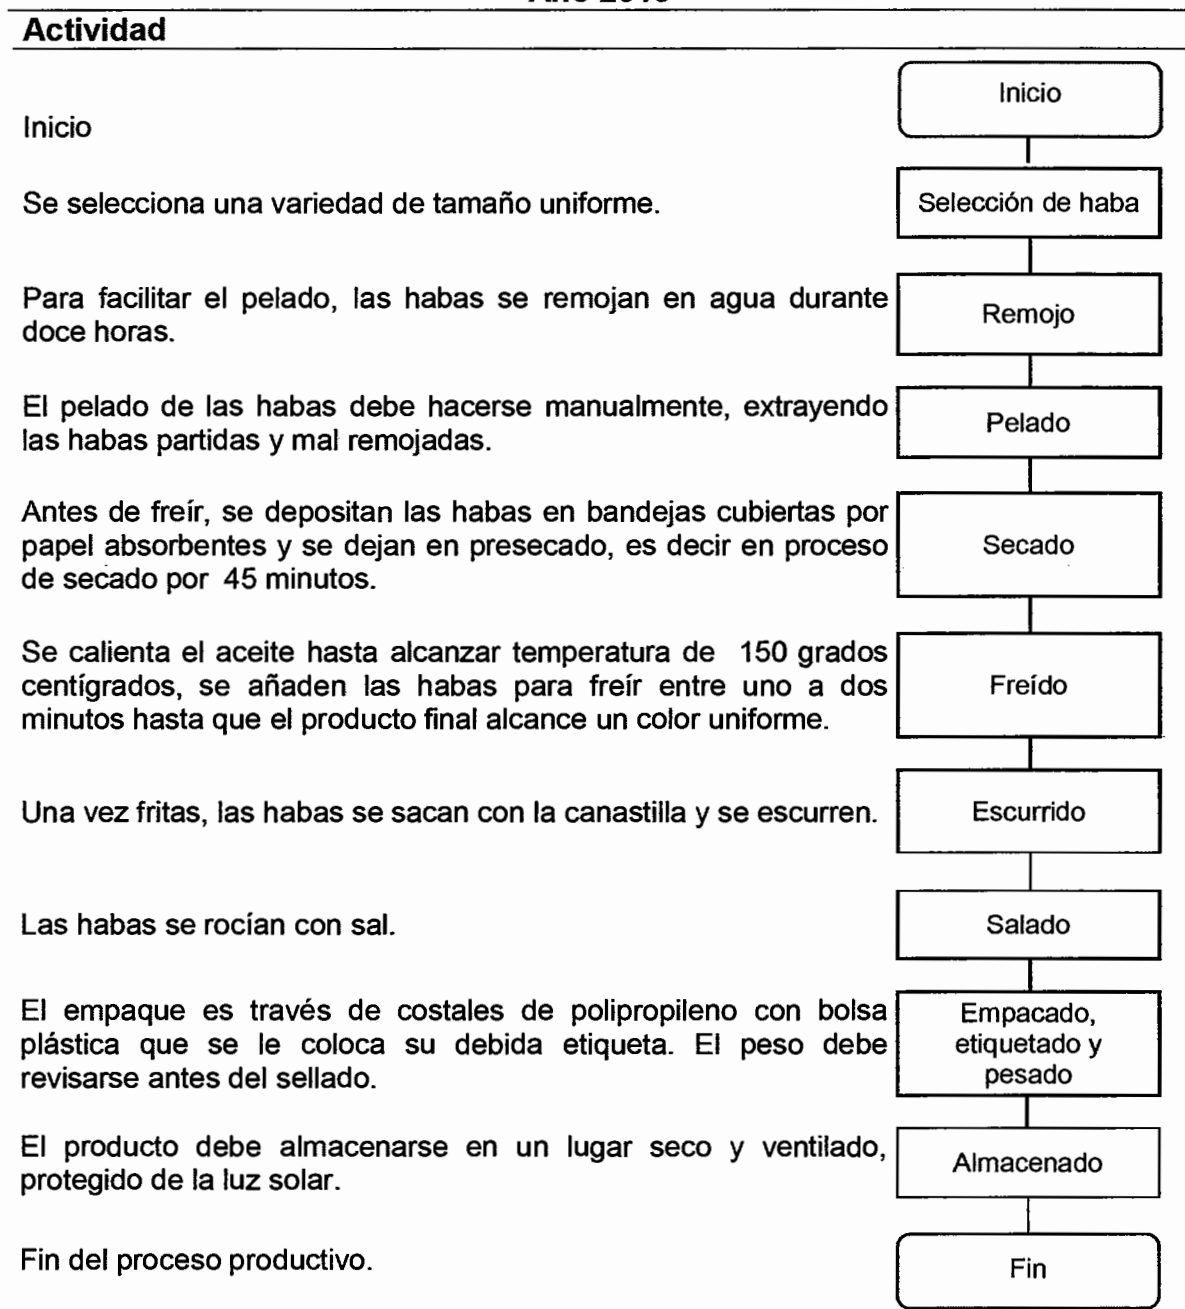 Actividad
Inicio
Inicio
Se selecciona una variedad de tamaño uniforme.
Selección de haba
Para facilitar el pelado, las habas se remojan en agua durante
doce horas.
Remojo
El pelado de las habas debe hacerse manualmente, extrayendo
las habas partidas y mal remojadas.
Pelado
Antes de freír, se depositan las habas en bandejas cubiertas por
papel absorbentes y se dejan en presecado, es decir en proceso
de secado por 45 minutos.
Secado
Se calienta el aceite hasta alcanzar temperatura de 150 grados
centígrados, se añaden las habas para freír entre uno a dos
minutos hasta que el producto final alcance un color uniforme.
Freído
Una vez fritas, las habas se sacan con la canastilla y se escurren.
Escurrido
Las habas se rocían con sal.
Salado
El empaque es través de costales de polipropileno con bolsa
plástica que se le coloca su debida etiqueta. El peso debe
revisarse antes del sellado.
Empacado,
etiquetado y
pesado
El producto debe almacenarse en un lugar seco y ventilado,
protegido de la luz solar.
Almacenado
Fin del proceso productivo.
Fin